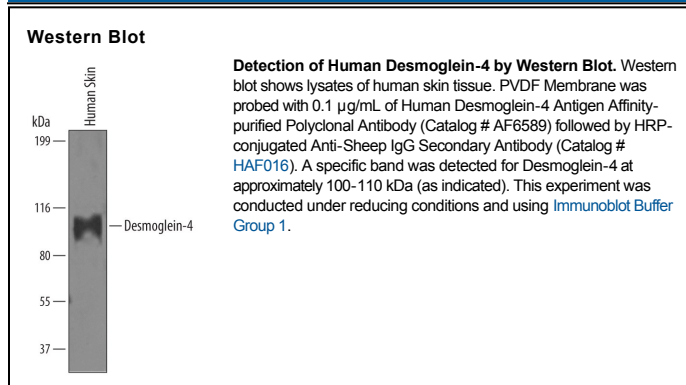 Western Blot
Human Skin
kDa
199
116
Desmoglein-4
80
55
37
Detection of Human Desmoglein-4 by Western Blot. Western
blot shows lysates of human skin tissue. PVDF Membrane was
probed with 0.1 µg/mL of Human Desmoglein-4 Antigen Affinity-
purified Polyclonal Antibody (Catalog # AF6589) followed by HRP-
conjugated Anti-Sheep IgG Secondary Antibody (Catalog #
HAF016). A specific band was detected for Desmoglein-4 at
approximately 100-110 kDa (as indicated). This experiment was
conducted under reducing conditions and using Immunoblot Buffer
Group 1.